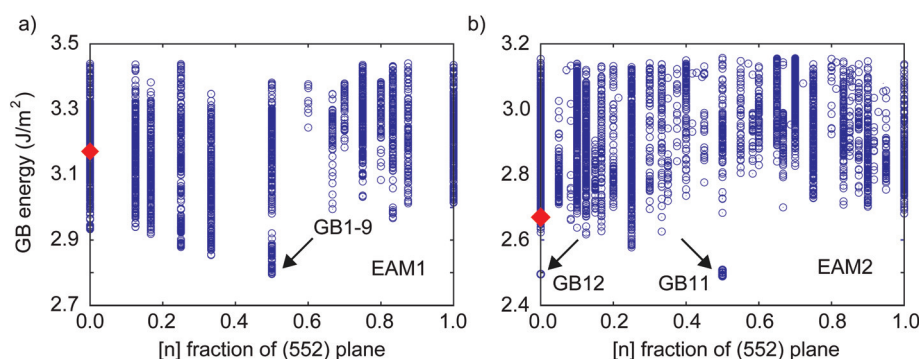 a)
GB energy (J/m²)
3.5
3.3
3.1
2.9
2.7
GB1-9
EAM1
0.0
0.2
0.4
0.6
0.8
1.0
[n] fraction of (552) plane
b)
3.2
3.0
2.8
2.6
2.4
GB12
GB11
EAM2
0.0
0.2
0.4
0.6
0.8
1.0
[n] fraction of (552) plane